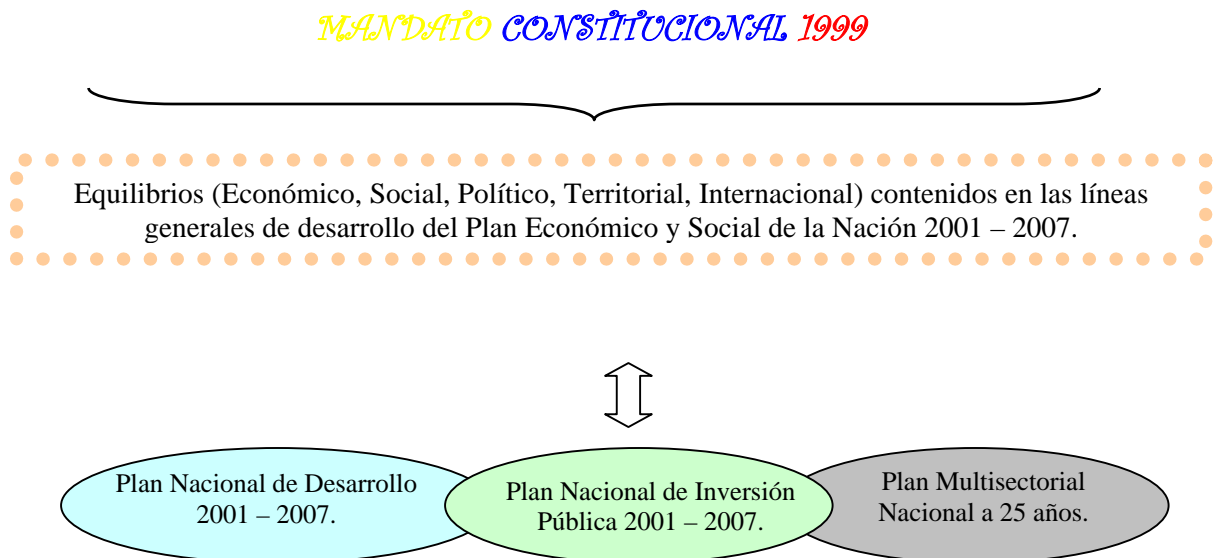 MANDATO CONSTITUCIONAL 1999
Equilibrios (Económico, Social, Político, Territorial, Internacional) contenidos en las líneas
generales de desarrollo del Plan Económico y Social de la Nación 2001 – 2007.
Plan Nacional de Desarrollo
2001 – 2007.
Plan Nacional de Inversión
Pública 2001 – 2007.
Plan Multisectorial
Nacional a 25 años.